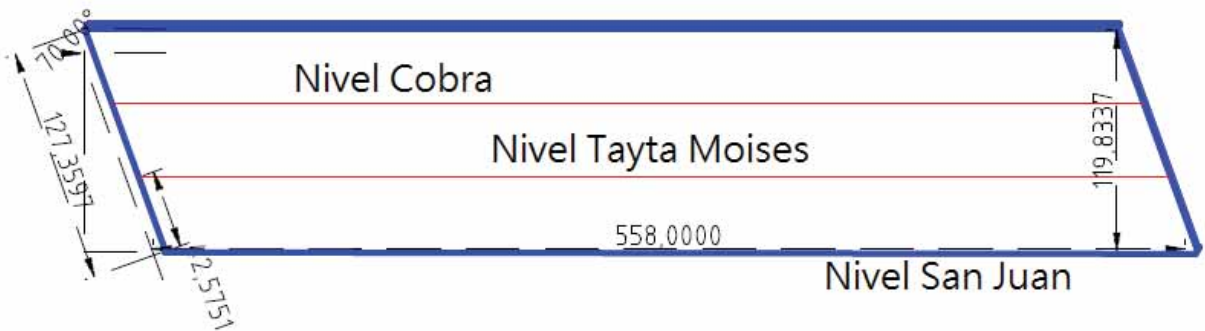 70,00°
Nivel Cobra
127,3597
119,8337
Nivel Tayta Moises
558,0000
2,5751
Nivel San Juan